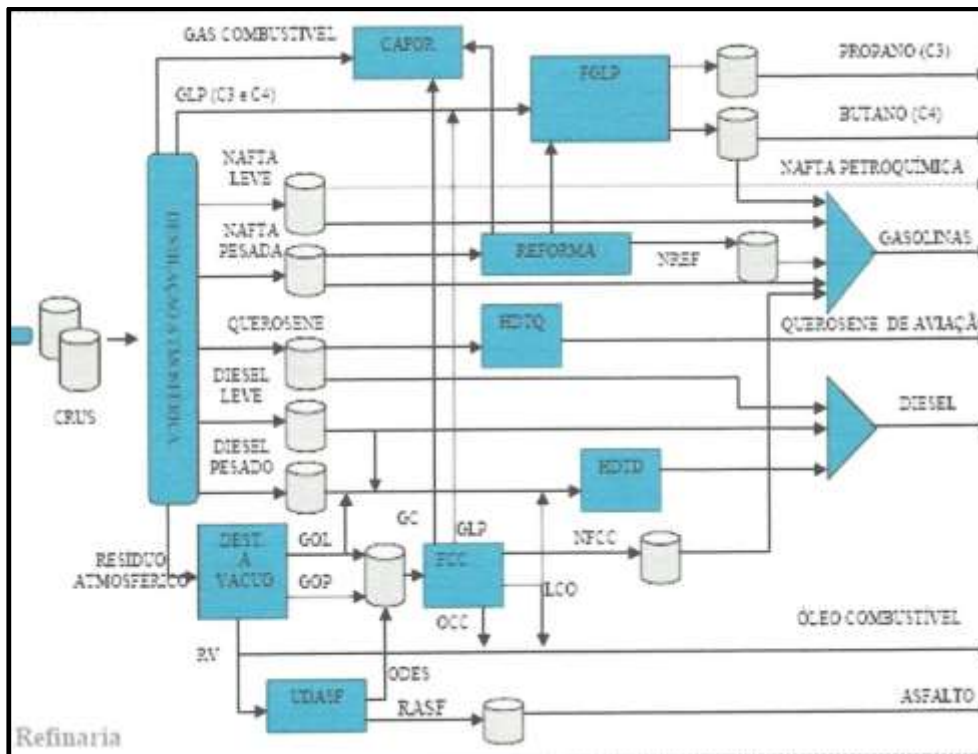 GAS COMBUSTIVEL
CAFOR
FGLP
PROPANO (C3)
GLP (C3 e C4)
BUTANO (C4)
NAFTA
LEVE
NAFTA PETROQUÍMICA
NAFTA
PESADA
REFORMA
NREF
GASOLINAS
QUEROSENE
HDTQ
QUEROSENE DE AVIAÇÃ
CRUS
DIESEL
LEVE
DIESEL
DIESEL
PESADO
HDTD
GC
GLP
RESÍDUO
ATMOSFÉRICO
DEST.
A
VACUO
GOL
GOP
FCC
NFCC
LCO
OCC
ÓLEO COMBUSTÍVEL
RV
ODES
UDASF
RASF
ASFALTO
Refinaria